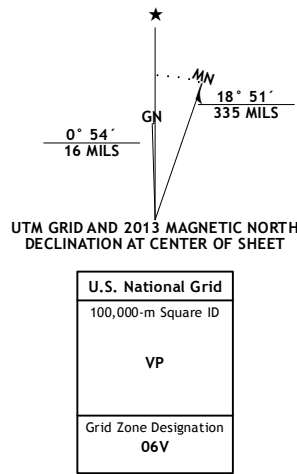 MN
GN
18° 51´
335 MILS
0° 54´
16 MILS
UTM GRID AND 2013 MAGNETIC NORTH
DECLINATION AT CENTER OF SHEET
U.S. National Grid
100,000-m Square ID
VP
Grid Zone Designation
06V